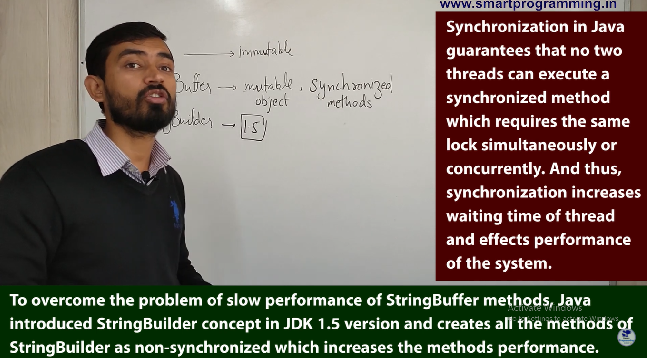 www.smartprogramming.in
→ immutable
Buffer → mutable object, Synchronized methods
Builder → 1.5
Synchronization in Java
guarantees that no two
threads can execute a
synchronized method
which requires the same
lock simultaneously or
concurrently. And thus,
synchronization increases
waiting time of thread
and effects performance
of the system.
To overcome the problem of slow performance of StringBuffer methods, Java
introduced StringBuilder concept in JDK 1.5 version and creates all the methods of
StringBuilder as non-synchronized which increases the methods performance.
Activate Windows